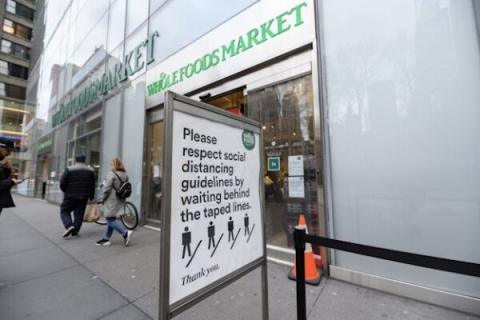 WHOLE FOODS MARKET
WHOLE FOODS MARKET
Please
respect social
distancing
guidelines by
waiting behind
the taped lines.
Thank you.